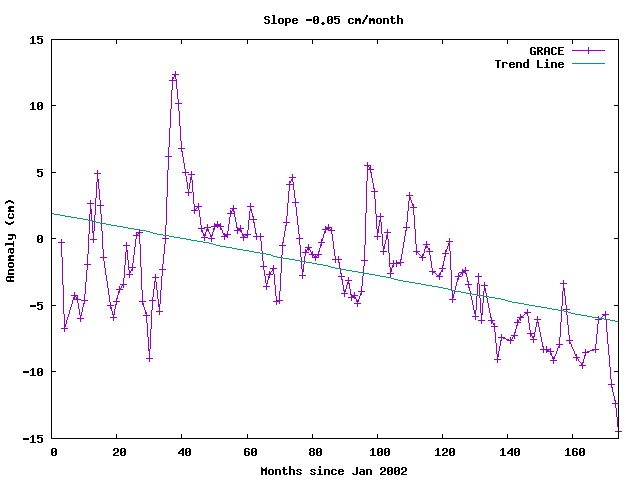 Slope -0.05 cm/month
GRACE
Trend Line
15
10
5
0
-5
-10
-15
Anomaly (cm)
0 20 40 60 80 100 120 140 160
Months since Jan 2002